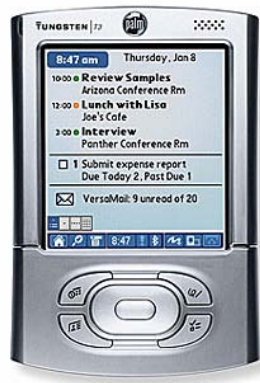 TUNGSTEN | T3 palm
8:47 am Thursday, Jan 8
10:00 Review Samples
Arizona Conference Rm
12:00 Lunch with Lisa
Joe's Cafe
3:00 Interview
Panther Conference Rm
1 Submit expense report
Due Today 2, Past Due 1
VersaMail: 9 unread of 20
8:47